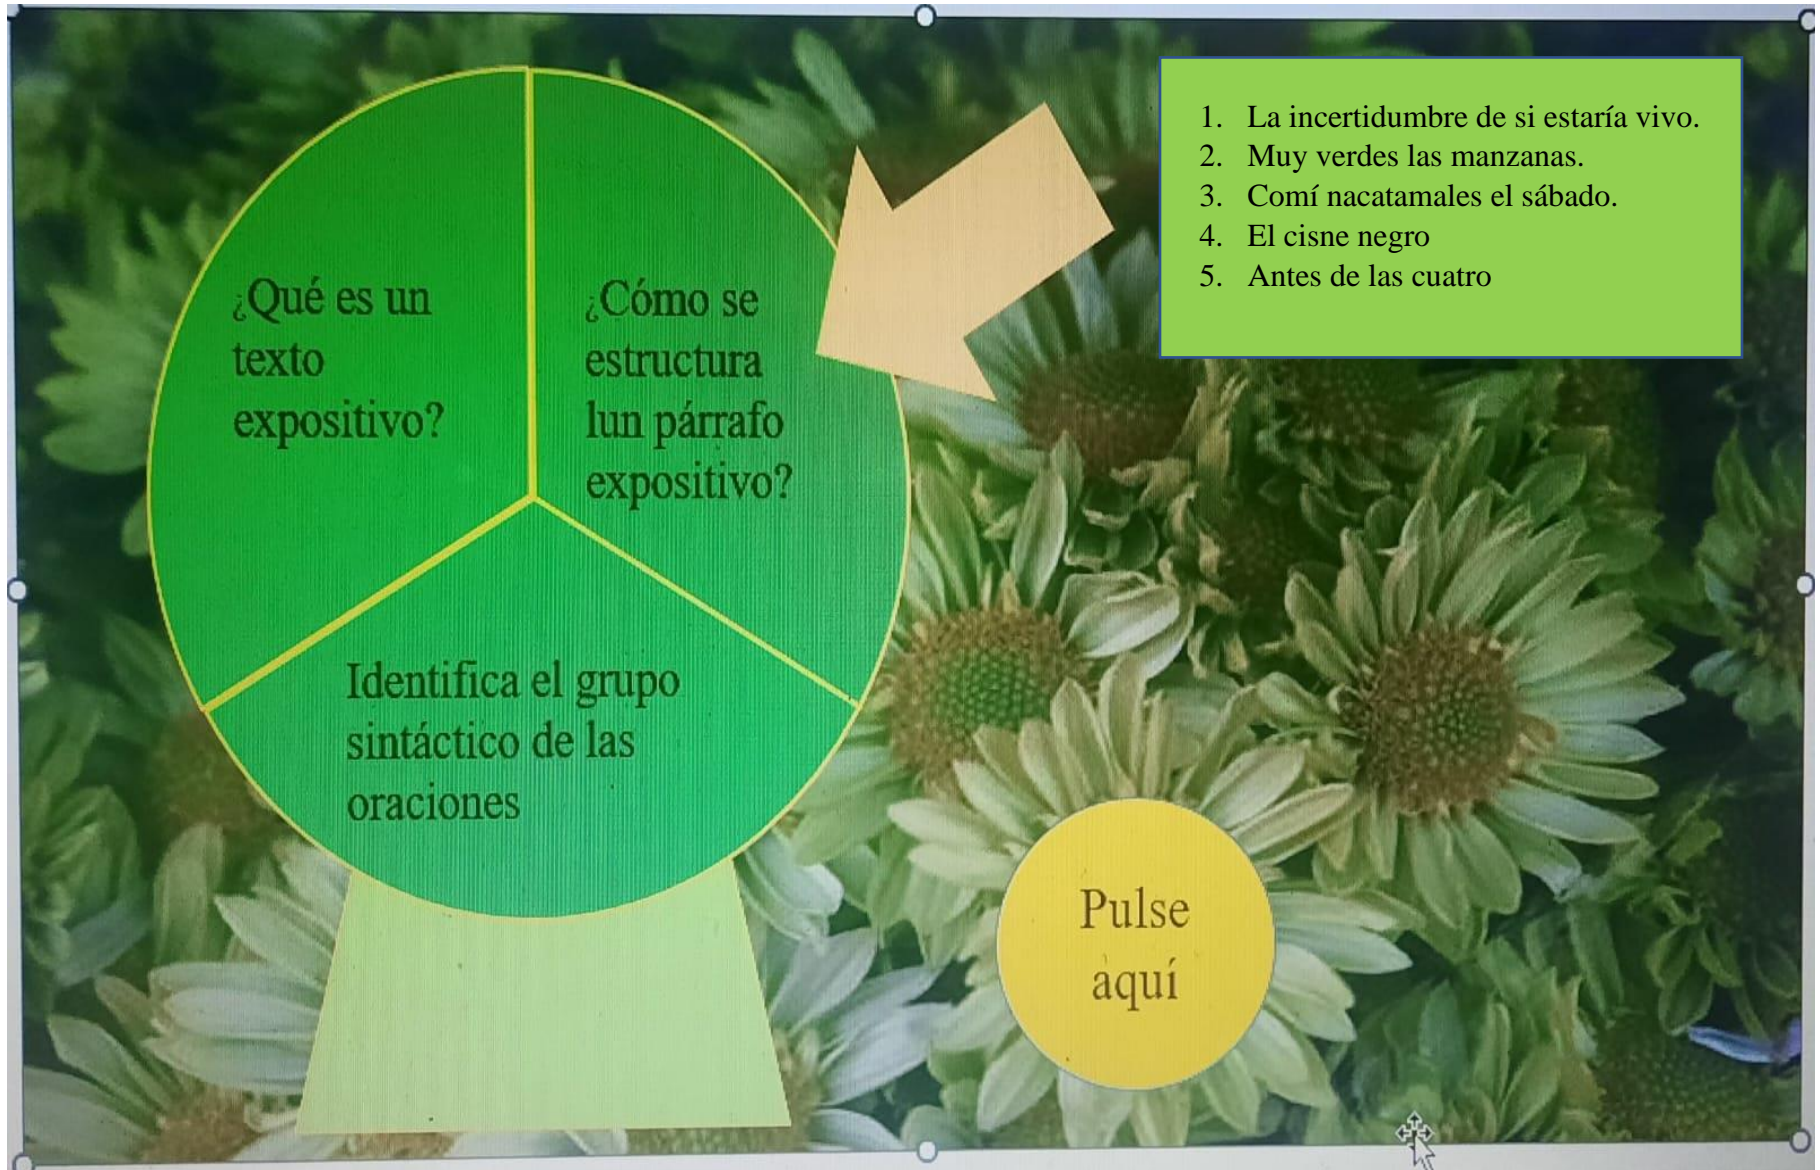 ¿Qué es un
texto
expositivo?
¿Cómo se
estructura
lun párrafo
expositivo?
Identifica el grupo
sintáctico de las
oraciones
1. La incertidumbre de si estaría vivo.
2. Muy verdes las manzanas.
3. Comí nacatamales el sábado.
4. El cisne negro
5. Antes de las cuatro
Pulse
aquí